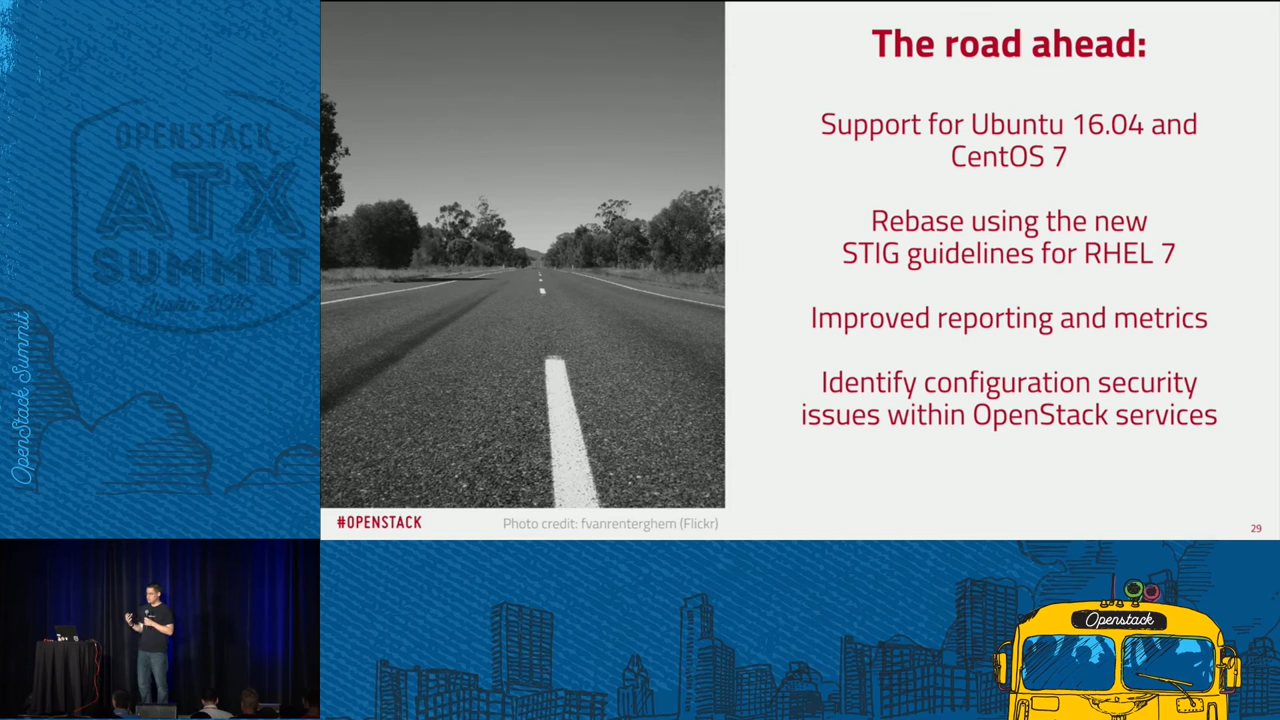 OPENSTACK
ATX
SUMMIT
Austin 2016
OpenStack Summit
The road ahead:
Support for Ubuntu 16.04 and
CentOS 7
Rebase using the new
STIG guidelines for RHEL 7
Improved reporting and metrics
Identify configuration security
issues within OpenStack services
#OPENSTACK
Photo credit: fvanrenterghem (Flickr)
29
Openstack